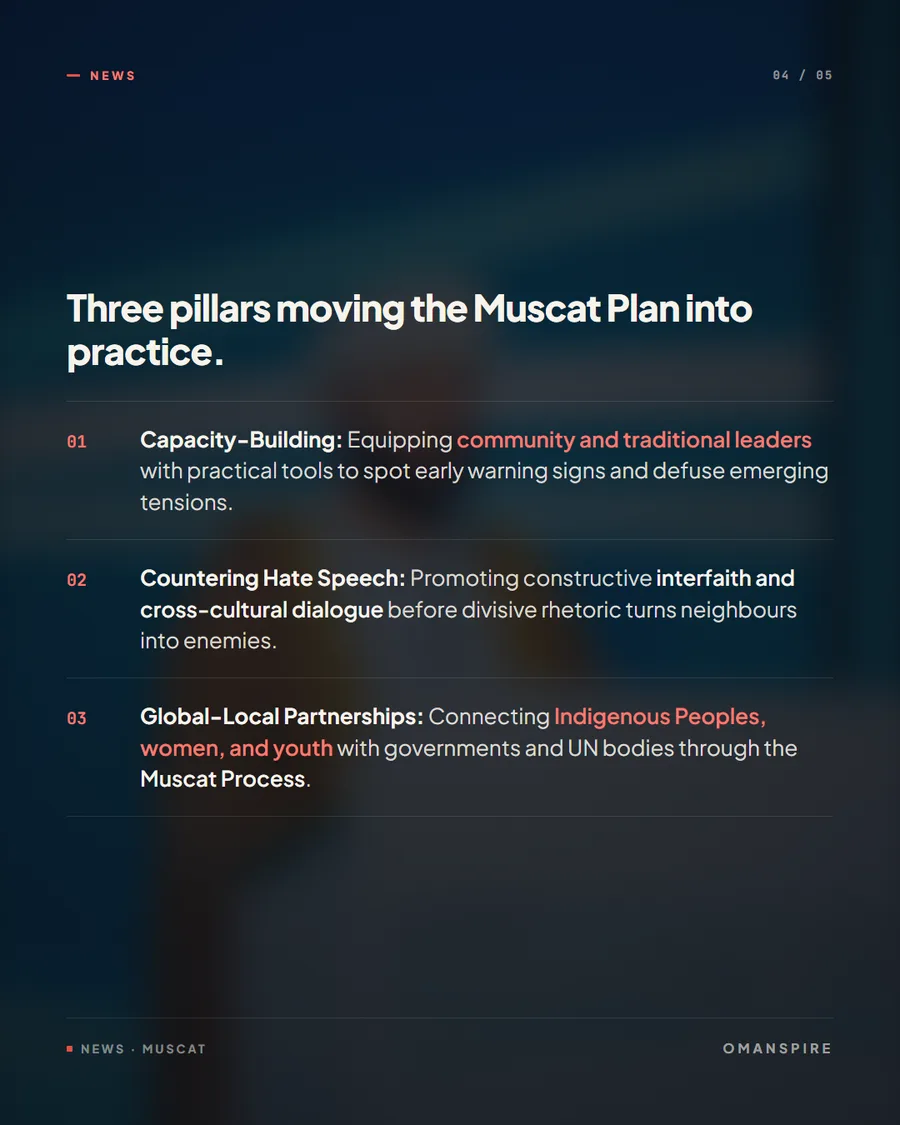 — NEWS
04 / 05
Three pillars moving the Muscat Plan into
practice.
01
Capacity-Building: Equipping community and traditional leaders
with practical tools to spot early warning signs and defuse emerging
tensions.
02
Countering Hate Speech: Promoting constructive interfaith and
cross-cultural dialogue before divisive rhetoric turns neighbours
into enemies.
03
Global-Local Partnerships: Connecting Indigenous Peoples,
women, and youth with governments and UN bodies through the
Muscat Process.
NEWS · MUSCAT
OMANSPIRE